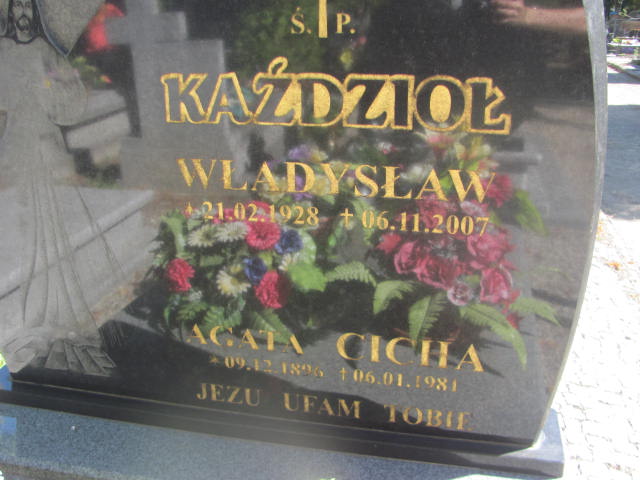 Ś. P.
KAŹDZIOŁ
WŁADYSŁAW
* 21.02.1928 + 06.11.2007
AGATA CICHA
* 09.12.1896 + 06.01.1981
JEZU UFAM TOBIE